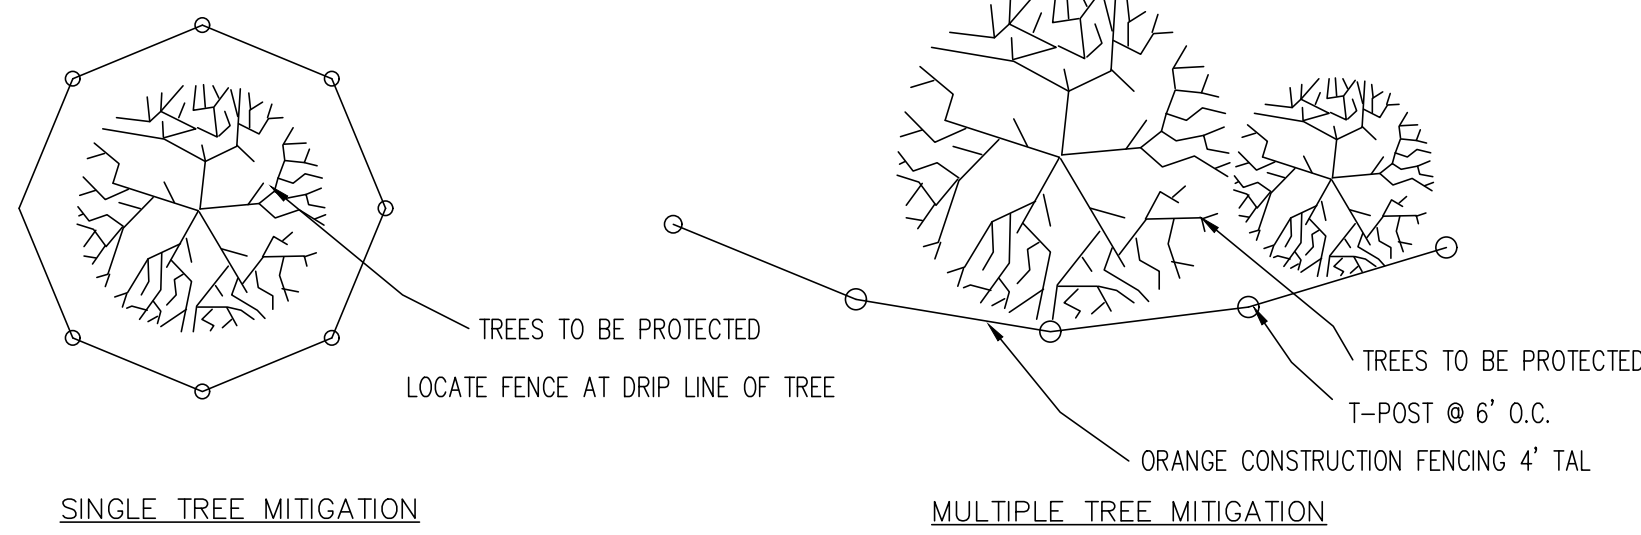 TREES TO BE PROTECTED
LOCATE FENCE AT DRIP LINE OF TREE
SINGLE TREE MITIGATION
TREES TO BE PROTECTED
T-POST @ 6' O.C.
ORANGE CONSTRUCTION FENCING 4' TAL
MULTIPLE TREE MITIGATION